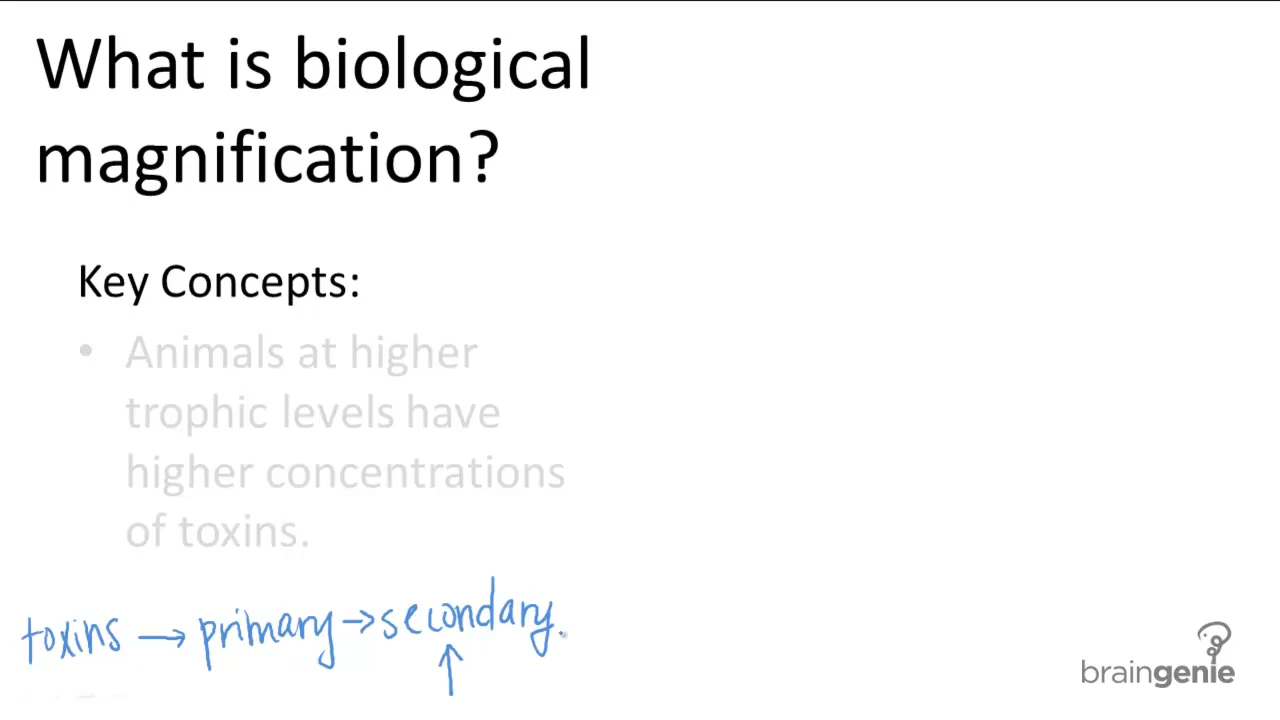 What is biological
magnification?
Key Concepts:
• Animals at higher
trophic levels have
higher concentrations
of toxins.
toxins → primary → secondary.
↑
braingenie